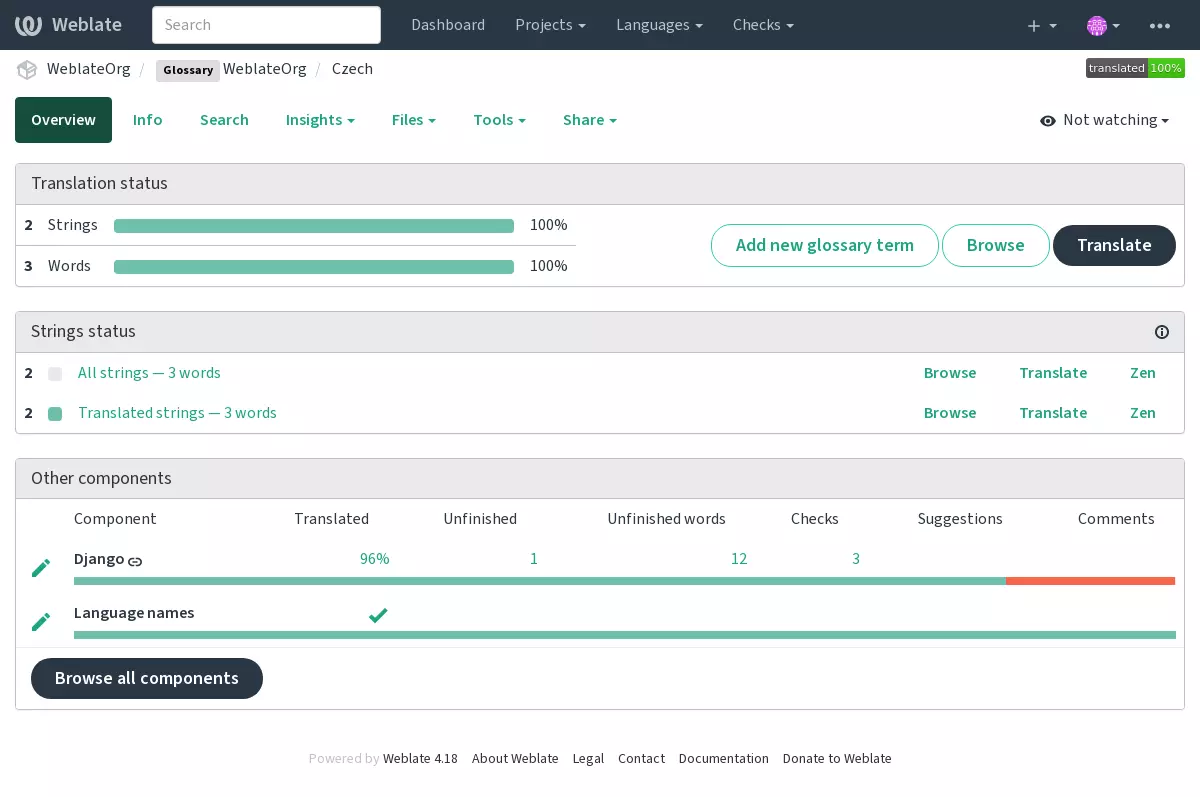 Weblate Search Dashboard Projects Languages Checks
WeblateOrg / Glossary WeblateOrg / Czech translated 100%
Overview Info Search Insights Files Tools Share Not watching
Translation status
2 Strings 100%
3 Words 100%
Add new glossary term Browse Translate
Strings status
2 All strings — 3 words Browse Translate Zen
2 Translated strings — 3 words Browse Translate Zen
Other components
Component Translated Unfinished Unfinished words Checks Suggestions Comments
Django 96% 1 12 3
Language names
Browse all components
Powered by Weblate 4.18 About Weblate Legal Contact Documentation Donate to Weblate